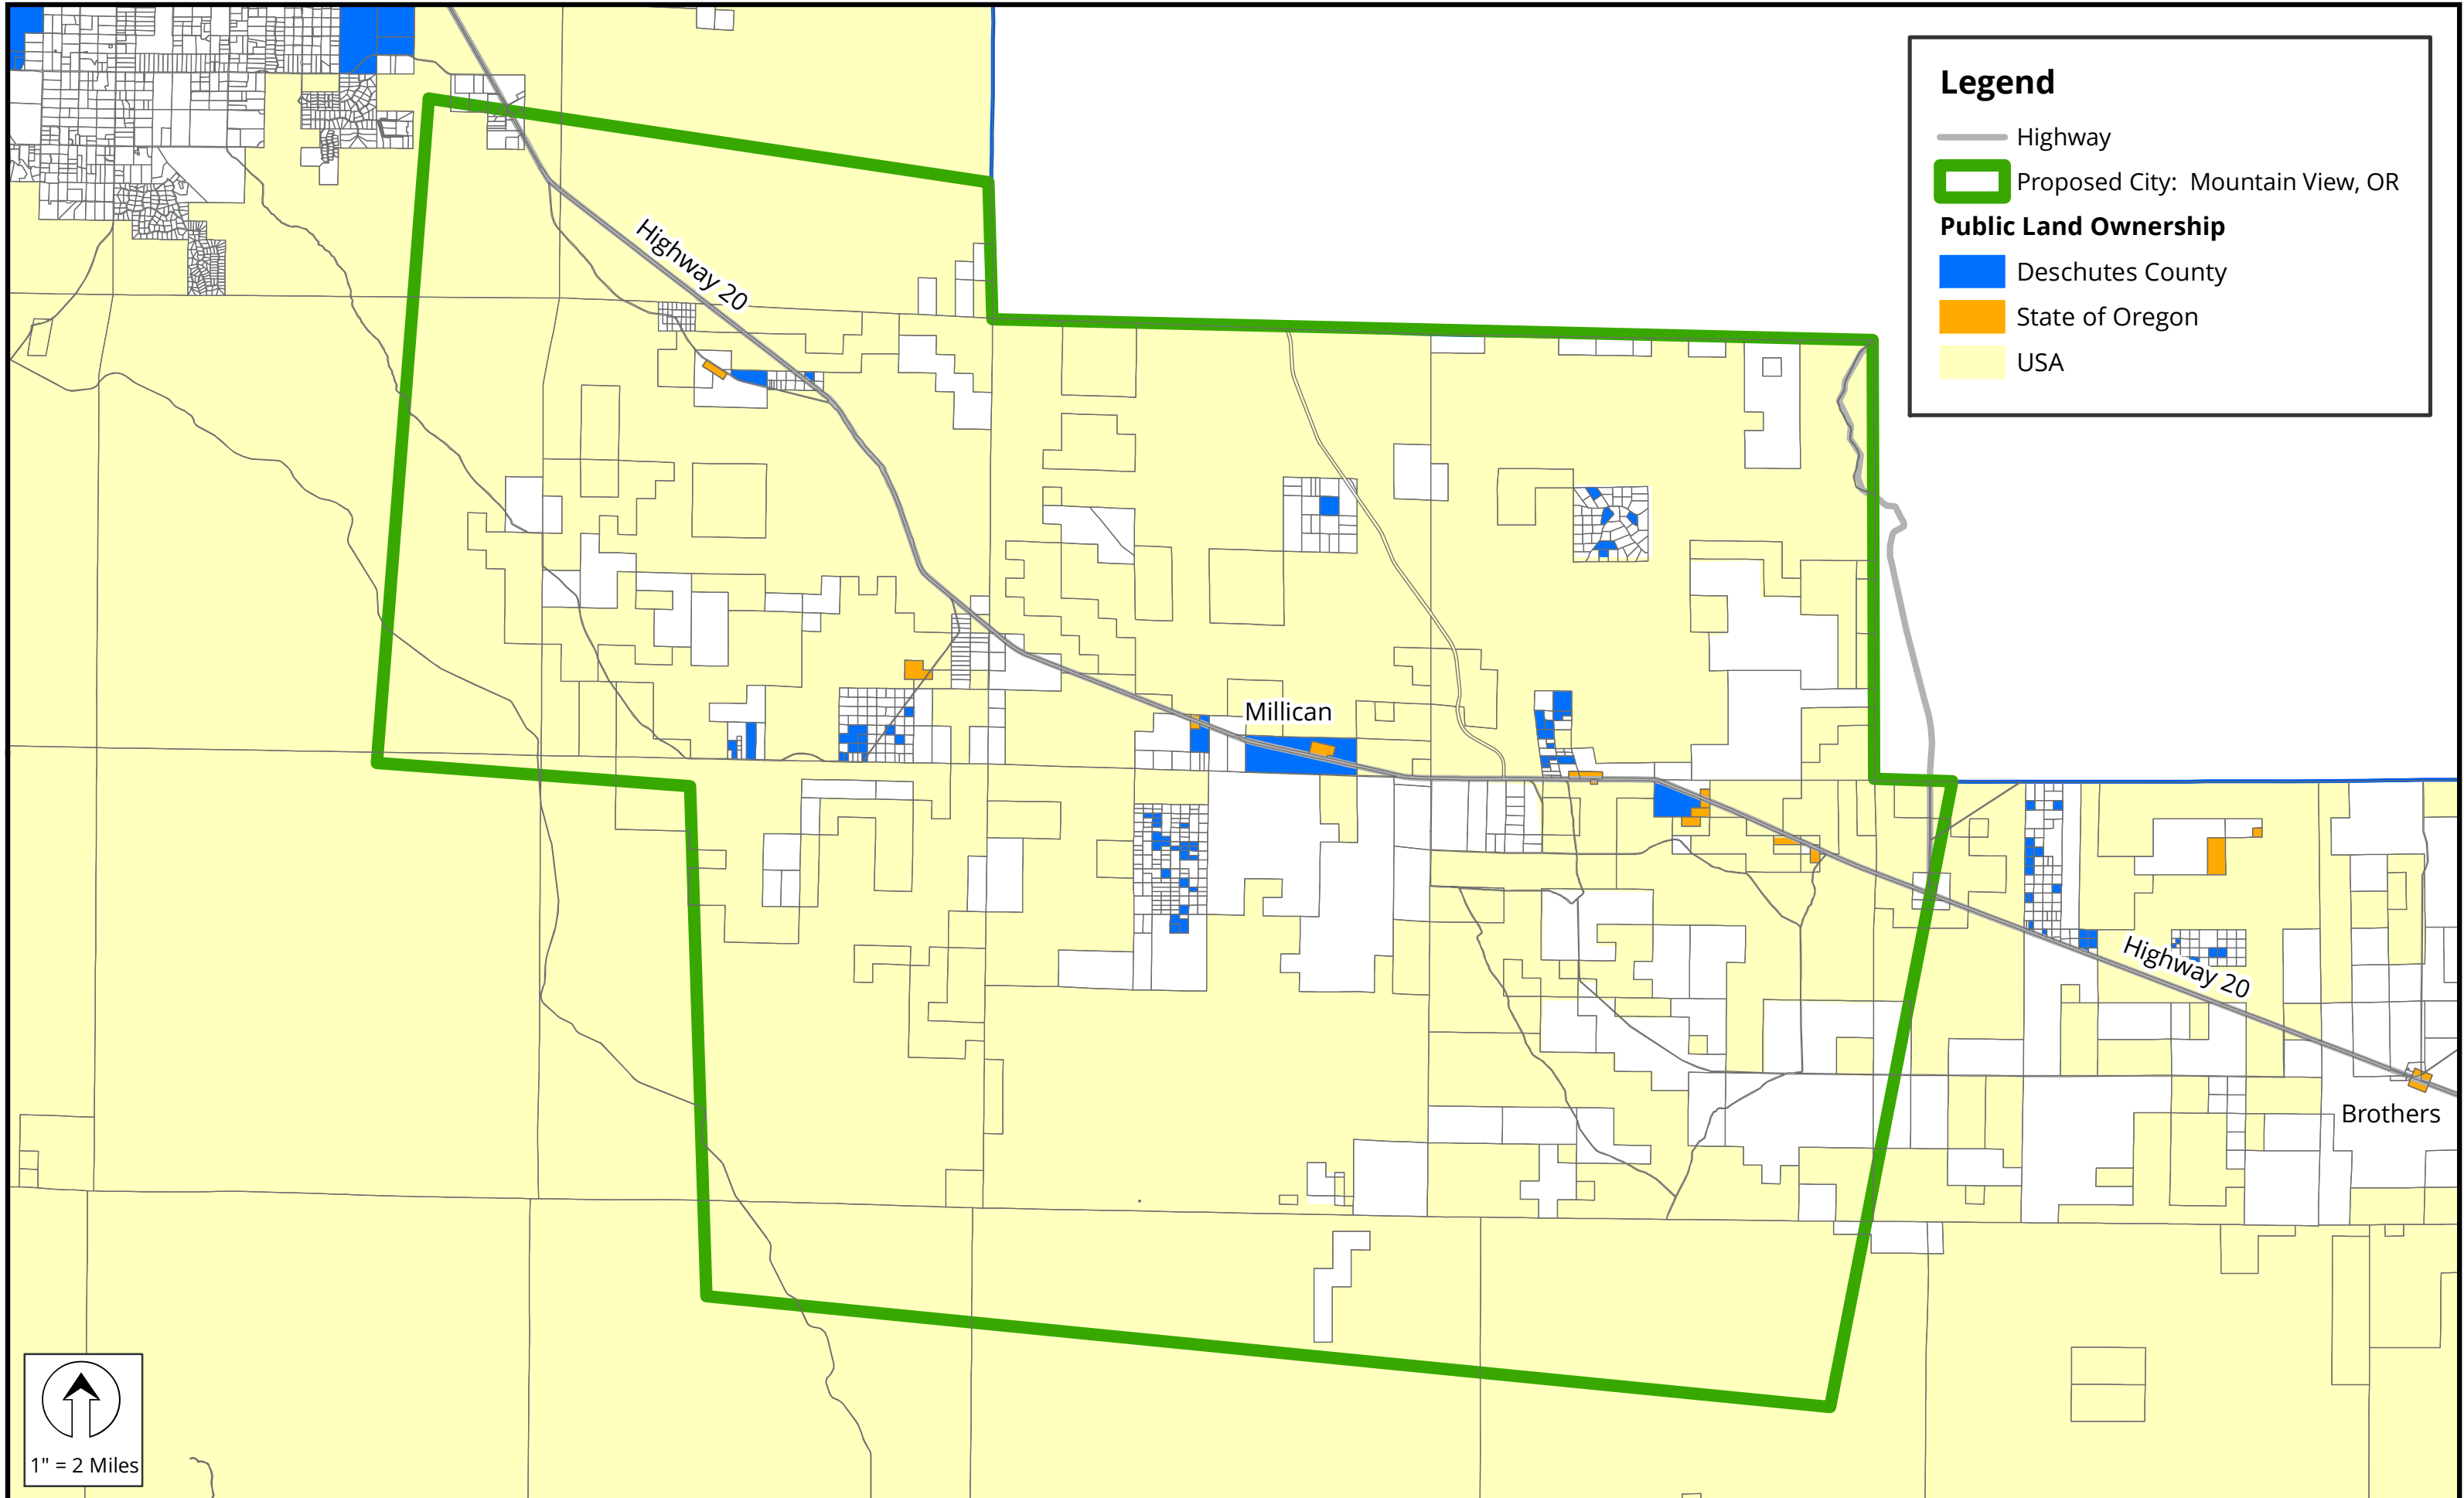 Legend
Highway
Proposed City:  Mountain View, OR
Public Land Ownership
Deschutes County
State of Oregon
USA
Highway 20
Millican
Highway 20
Brothers
1" = 2 Miles